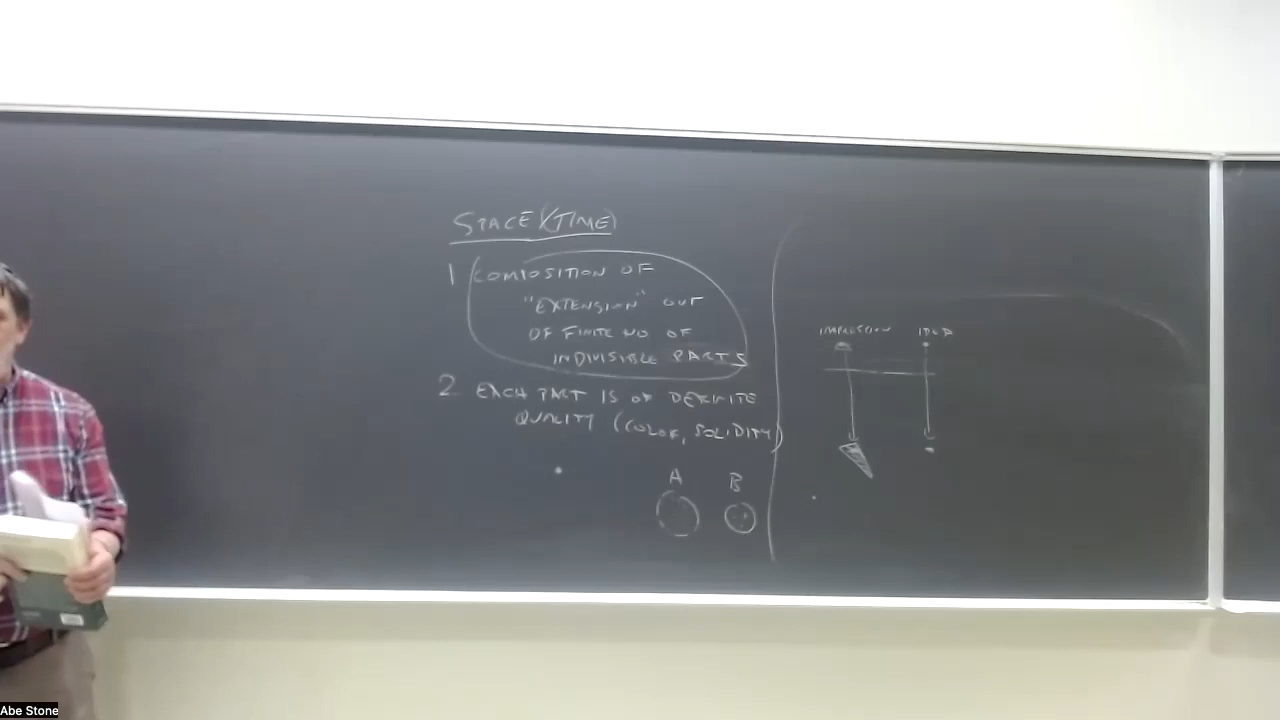 SPACE (TIME)
1 COMPOSITION OF
"EXTENSION" OUT
OF FINITE NO OF
INDIVISIBLE PARTS
2 EACH PART IS OF DEFINITE
QUALITY (COLOR, SOLIDITY)
A B
IMPRESSION IDEA
Abe Stone